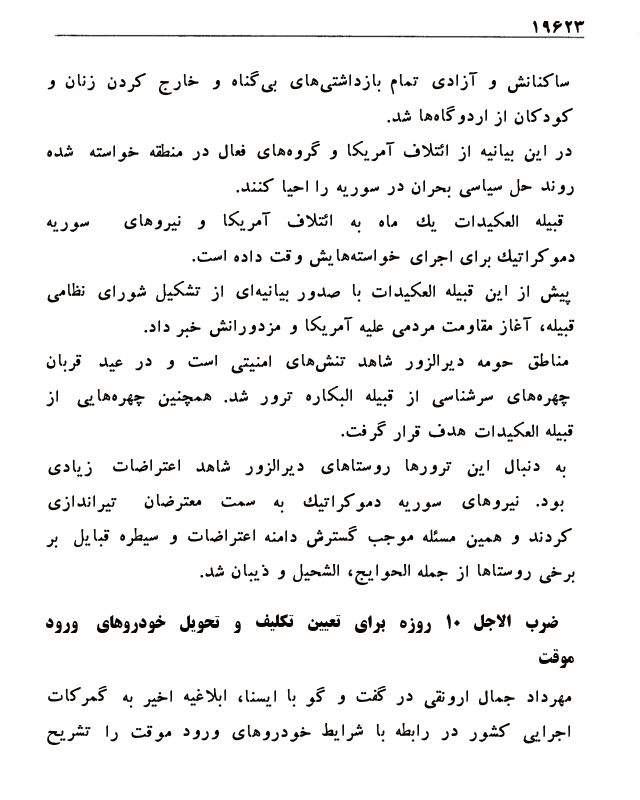 ۱۹۶۲۳
ساکنانش و آزادی تمام بازداشتی‌های بی‌گناه و خارج کردن زنان و
کودکان از اردوگاه‌ها شد.
در این بیانیه از ائتلاف آمریکا و گروه‌های فعال در منطقه خواسته شده
روند حل سیاسی بحران در سوریه را احیا کنند.
قبیله العکیدات یك ماه به ائتلاف آمریکا و نیروهای سوریه
دموکراتیك برای اجرای خواسته‌هایش وقت داده است.
پیش از این قبیله العکیدات با صدور بیانیه‌ای از تشکیل شورای نظامی
قبیله، آغاز مقاومت مردمی علیه آمریکا و مزدورانش خبر داد.
مناطق حومه دیرالزور شاهد تنش‌های امنیتی است و در عید قربان
چهره‌های سرشناسی از قبیله البکاره ترور شد. همچنین چهره‌هایی از
قبیله العکیدات هدف قرار گرفت.
به دنبال این ترورها روستاهای دیرالزور شاهد اعتراضات زیادی
بود. نیروهای سوریه دموکراتیك به سمت معترضان تیراندازی
کردند و همین مسئله موجب گسترش دامنه اعتراضات و سیطره قبایل بر
برخی روستاها از جمله الحوایج، الشحیل و ذیبان شد.
ضرب الاجل ۱۰ روزه برای تعیین تکلیف و تحویل خودروهای ورود
موقت
مهرداد جمال ارونقی در گفت و گو با ایسنا، ابلاغیه اخیر به گمرکات
اجرایی کشور در رابطه با شرایط خودروهای ورود موقت را تشریح